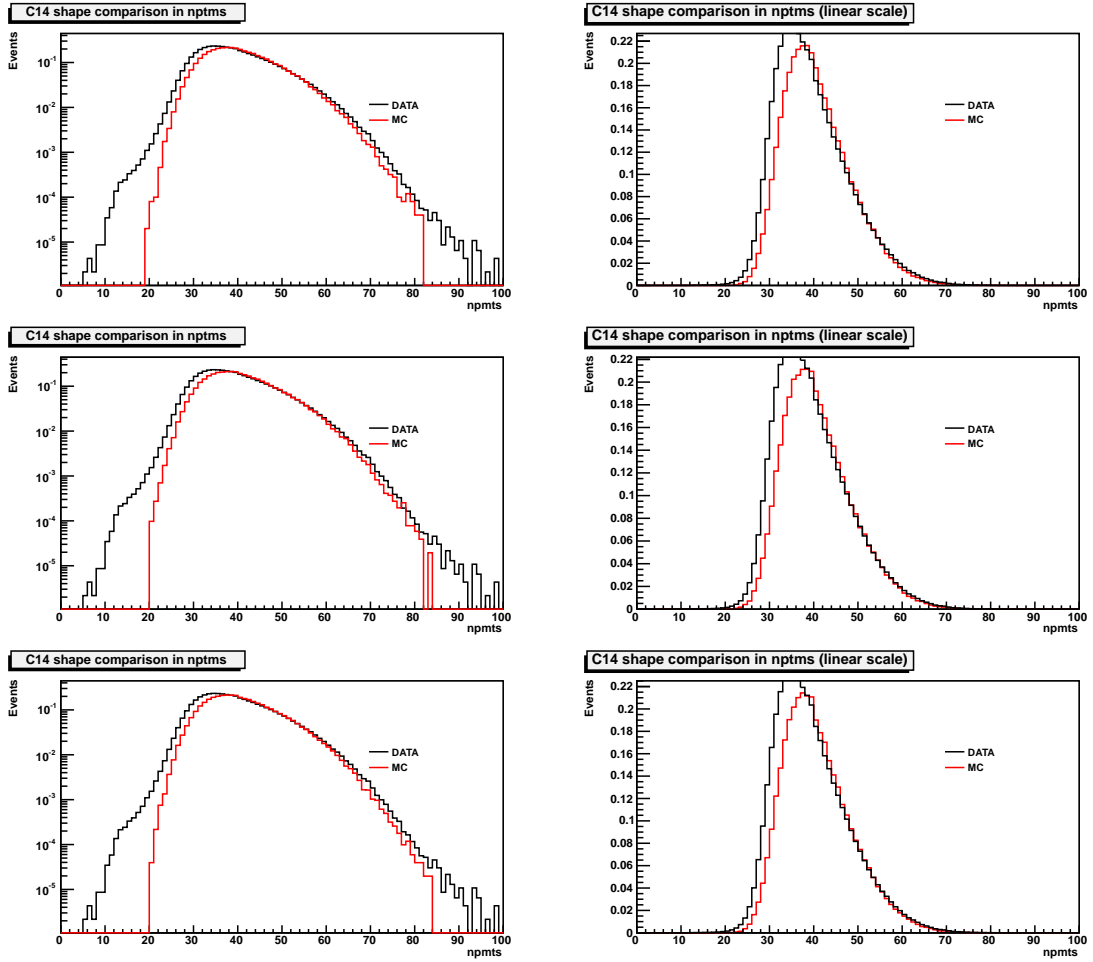 C14 shape comparison in nptms
Events
10⁻¹
10⁻²
10⁻³
10⁻⁴
10⁻⁵
DATA
MC
0 10 20 30 40 50 60 70 80 90 100
npmts
C14 shape comparison in nptms (linear scale)
Events
0.22
0.2
0.18
0.16
0.14
0.12
0.1
0.08
0.06
0.04
0.02
0
DATA
MC
0 10 20 30 40 50 60 70 80 90 100
npmts
C14 shape comparison in nptms
Events
10⁻¹
10⁻²
10⁻³
10⁻⁴
10⁻⁵
DATA
MC
0 10 20 30 40 50 60 70 80 90 100
npmts
C14 shape comparison in nptms (linear scale)
Events
0.22
0.2
0.18
0.16
0.14
0.12
0.1
0.08
0.06
0.04
0.02
0
DATA
MC
0 10 20 30 40 50 60 70 80 90 100
npmts
C14 shape comparison in nptms
Events
10⁻¹
10⁻²
10⁻³
10⁻⁴
10⁻⁵
DATA
MC
0 10 20 30 40 50 60 70 80 90 100
npmts
C14 shape comparison in nptms (linear scale)
Events
0.22
0.2
0.18
0.16
0.14
0.12
0.1
0.08
0.06
0.04
0.02
0
DATA
MC
0 10 20 30 40 50 60 70 80 90 100
npmts